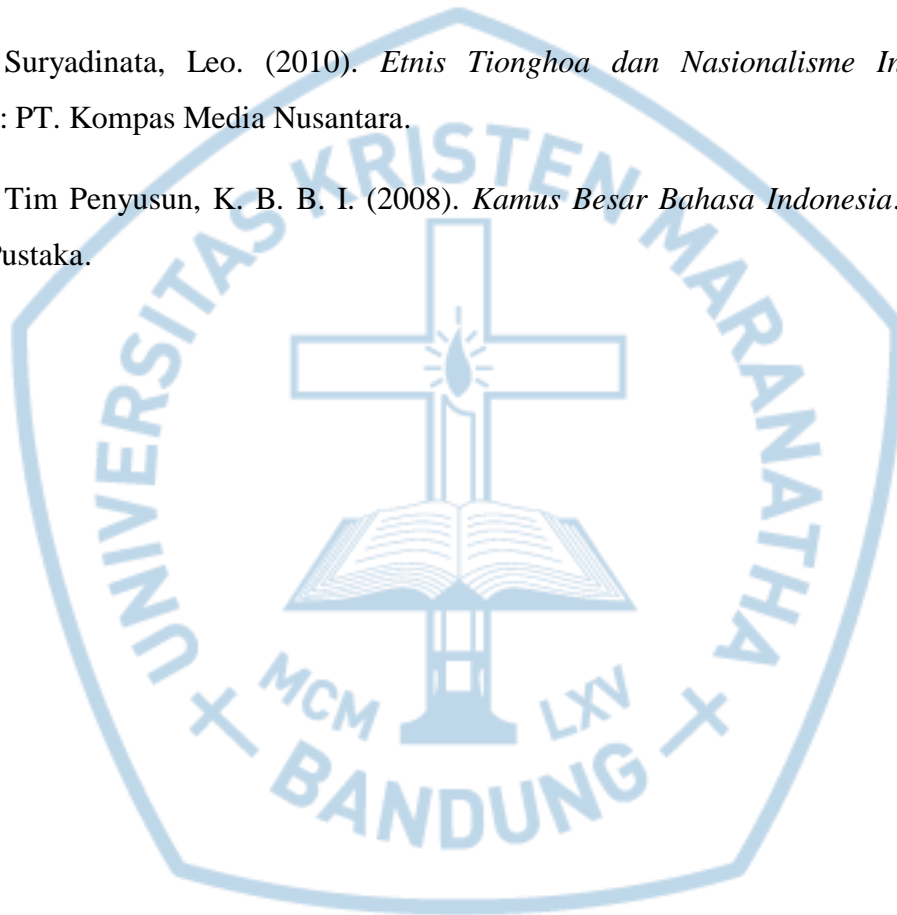 Suryadinata, Leo. (2010). Etnis Tionghoa dan Nasionalisme In
: PT. Kompas Media Nusantara.
Tim Penyusun, K. B. B. I. (2008). Kamus Besar Bahasa Indonesia.
Pustaka.
UNIVERSITAS KRISTEN MARANATHA
MCM LXV
BANDUNG